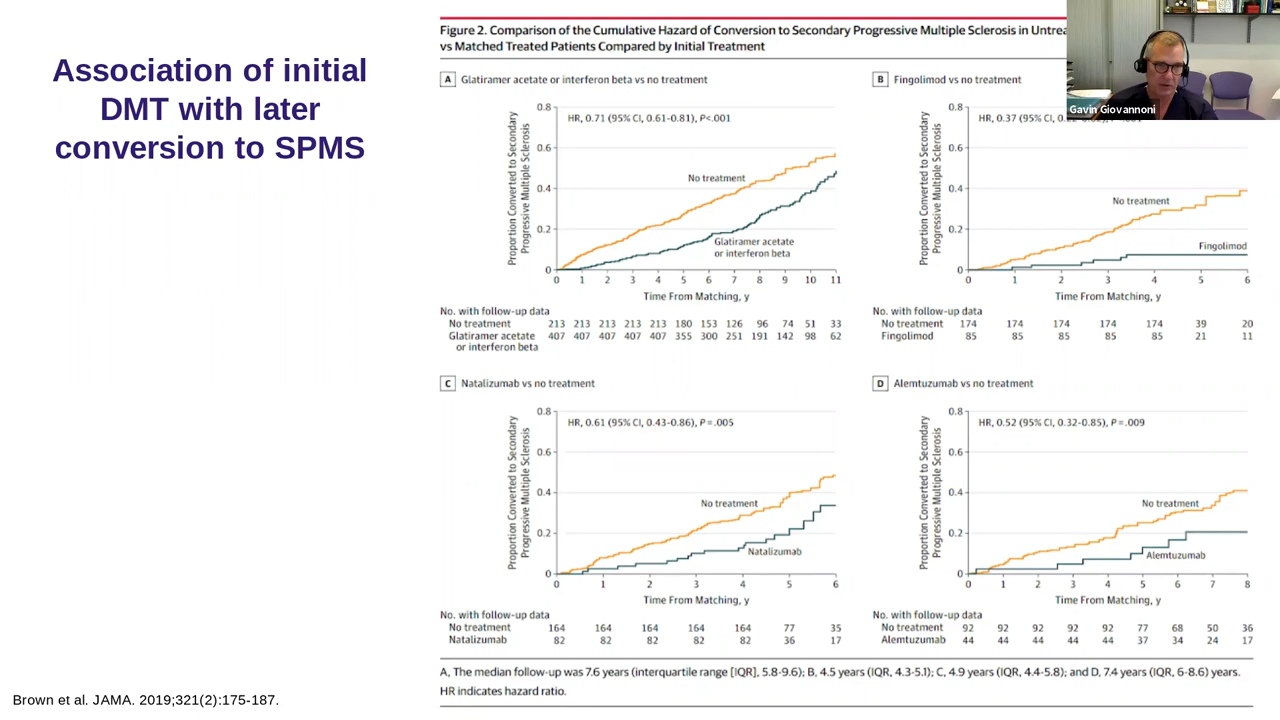 Association of initial
DMT with later
conversion to SPMS
Figure 2. Comparison of the Cumulative Hazard of Conversion to Secondary Progressive Multiple Sclerosis in
vs Matched Treated Patients Compared by Initial Treatment
Gavin Giovannoni
A Glatiramer acetate or interferon beta vs no treatment
Proportion Converted to Secondary
Progressive Multiple Sclerosis
0.8
0.6
0.4
0.2
0
HR, 0.71 (95% CI, 0.61-0.81), P<.001
No treatment
Glatiramer acetate
or interferon beta
0 1 2 3 4 5 6 7 8 9 10 11
Time From Matching, y
No. with follow-up data
No treatment 213 213 213 213 213 180 153 126 96 74 51 33
Glatiramer acetate 407 407 407 407 407 355 300 251 191 142 98 62
or interferon beta
B Fingolimod vs no treatment
Proportion Converted to Secondary
Progressive Multiple Sclerosis
0.8
0.6
0.4
0.2
0
HR, 0.37 (95% CI,
No treatment
Fingolimod
0 1 2 4 5 6
Time From Matching, y
No. with follow-up data
No treatment 174 174 174 174 174 39 20
Fingolimod 85 85 85 85 85 21 11
C Natalizumab vs no treatment
Proportion Converted to Secondary
Progressive Multiple Sclerosis
0.8
0.6
0.4
0.2
0
HR, 0.61 (95% CI, 0.43-0.86), P=.005
No treatment
Natalizumab
0 1 2 3 4 5 6
Time From Matching, y
No. with follow-up data
No treatment 164 164 164 164 164 77 35
Natalizumab 82 82 82 82 82 36 17
D Alemtuzumab vs no treatment
Proportion Converted to Secondary
Progressive Multiple Sclerosis
0.8
0.6
0.4
0.2
0
HR, 0.52 (95% CI, 0.32-0.85), P=.009
No treatment
Alemtuzumab
0 1 2 3 4 5 6 7 8
Time From Matching, y
No. with follow-up data
No treatment 92 92 92 92 92 77 68 50 36
Alemtuzumab 44 44 44 44 44 37 34 24 17
A, The median follow-up was 7.6 years (interquartile range [IQR], 5.8-9.6); B, 4.5 years (IQR, 4.3-5.1); C, 4.9 years (IQR, 4.4-5.8); and D, 7.4 years (IQR, 6-8.6) years.
HR indicates hazard ratio.
Brown et al. JAMA. 2019;321(2):175-187.